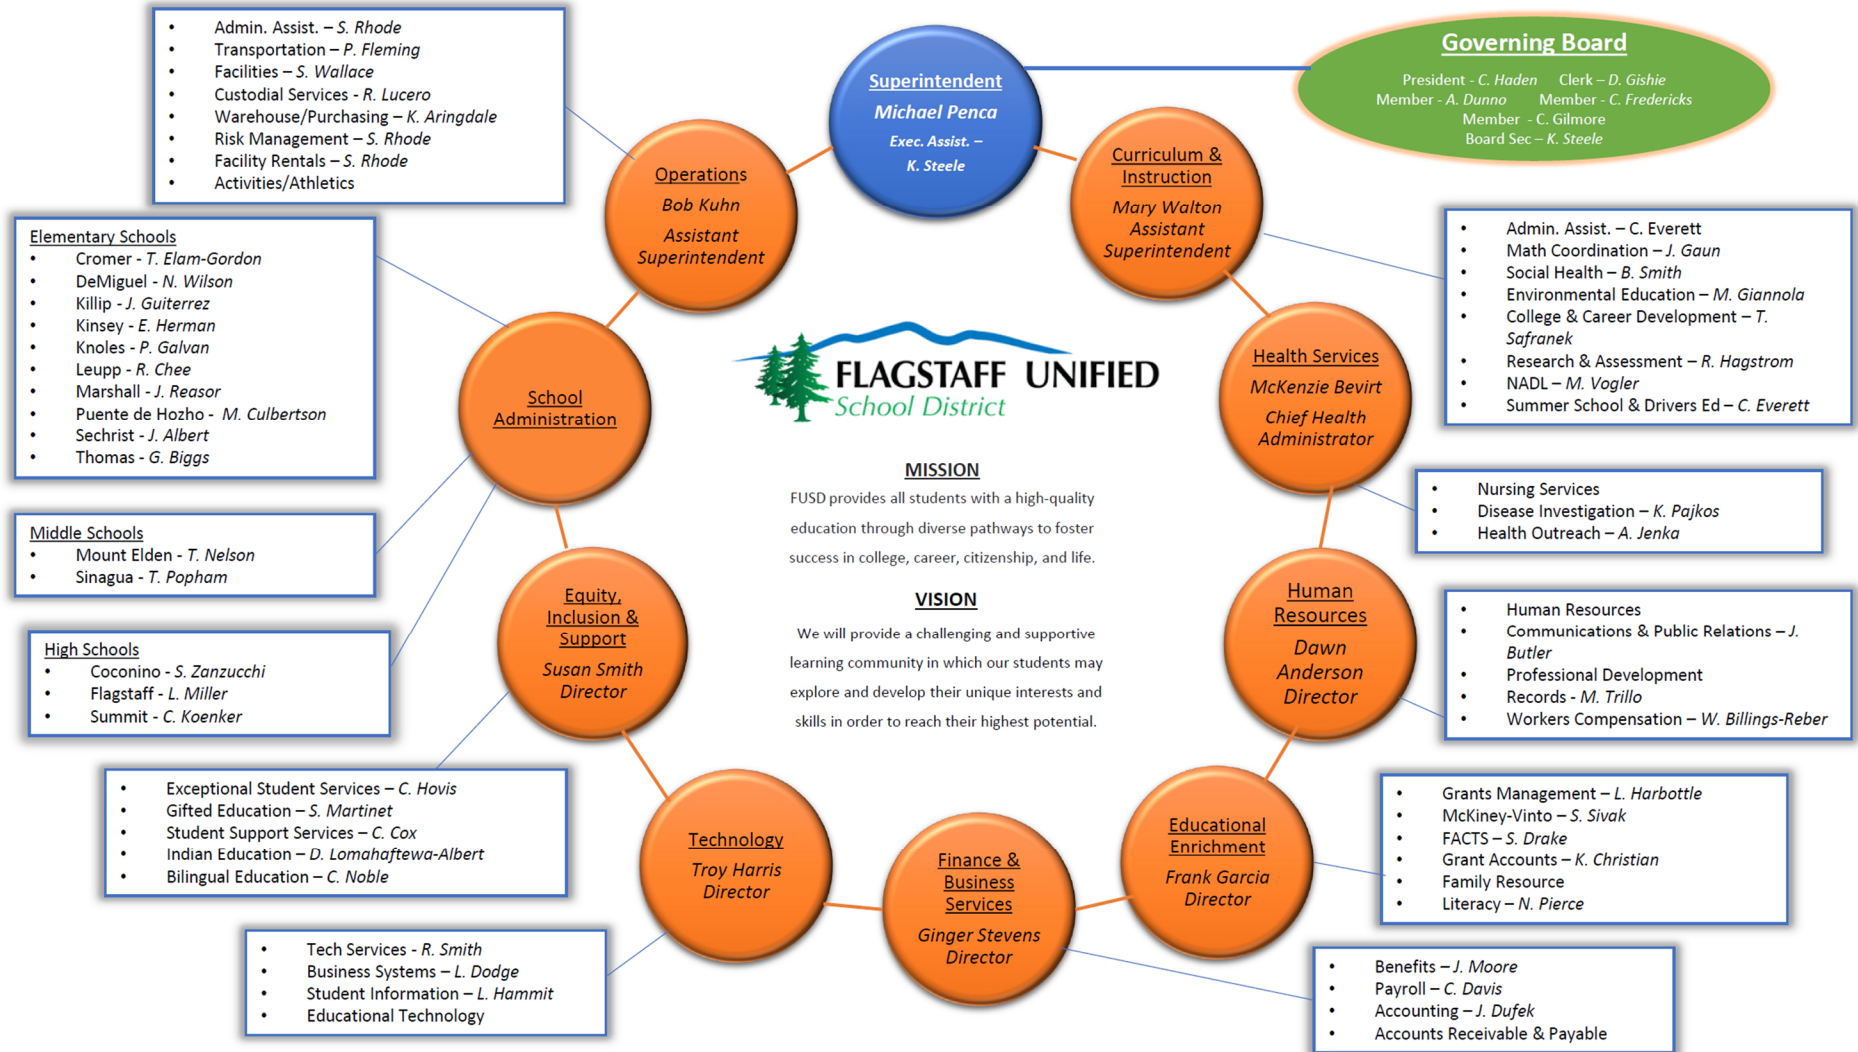 Governing Board
President - C. Haden Clerk – D. Gishie
Member - A. Dunno Member - C. Fredericks
Member - C. Gilmore
Board Sec – K. Steele
Superintendent
Michael Penca
Exec. Assist. –
K. Steele
• Admin. Assist. – S. Rhode
• Transportation – P. Fleming
• Facilities – S. Wallace
• Custodial Services - R. Lucero
• Warehouse/Purchasing – K. Aringdale
• Risk Management – S. Rhode
• Facility Rentals – S. Rhode
• Activities/Athletics
Operations
Bob Kuhn
Assistant
Superintendent
Curriculum &
Instruction
Mary Walton
Assistant
Superintendent
• Admin. Assist. – C. Everett
• Math Coordination – J. Gaun
• Social Health – B. Smith
• Environmental Education – M. Giannola
• College & Career Development – T.
Safranek
• Research & Assessment – R. Hagstrom
• NADL – M. Vogler
• Summer School & Drivers Ed – C. Everett
Elementary Schools
• Cromer - T. Elam-Gordon
• DeMiguel - N. Wilson
• Killip - J. Guiterrez
• Kinsey - E. Herman
• Knoles - P. Galvan
• Leupp - R. Chee
• Marshall - J. Reasor
• Puente de Hozho - M. Culbertson
• Sechrist - J. Albert
• Thomas - G. Biggs
School
Administration
FLAGSTAFF UNIFIED
School District
Health Services
McKenzie Bevirt
Chief Health
Administrator
• Nursing Services
• Disease Investigation – K. Pajkos
• Health Outreach – A. Jenka
MISSION
FUSD provides all students with a high-quality
education through diverse pathways to foster
success in college, career, citizenship, and life.
VISION
We will provide a challenging and supportive
learning community in which our students may
explore and develop their unique interests and
skills in order to reach their highest potential.
Middle Schools
• Mount Elden - T. Nelson
• Sinagua - T. Popham
High Schools
• Coconino - S. Zanzucchi
• Flagstaff - L. Miller
• Summit - C. Koenker
Equity,
Inclusion &
Support
Susan Smith
Director
Human
Resources
Dawn
Anderson
Director
• Human Resources
• Communications & Public Relations – J.
Butler
• Professional Development
• Records - M. Trillo
• Workers Compensation – W. Billings-Reber
• Exceptional Student Services – C. Hovis
• Gifted Education – S. Martinet
• Student Support Services – C. Cox
• Indian Education – D. Lomahaftewa-Albert
• Bilingual Education – C. Noble
Technology
Troy Harris
Director
Finance &
Business
Services
Ginger Stevens
Director
Educational
Enrichment
Frank Garcia
Director
• Grants Management – L. Harbottle
• McKiney-Vinto – S. Sivak
• FACTS – S. Drake
• Grant Accounts – K. Christian
• Family Resource
• Literacy – N. Pierce
• Tech Services - R. Smith
• Business Systems – L. Dodge
• Student Information – L. Hammit
• Educational Technology
• Benefits – J. Moore
• Payroll – C. Davis
• Accounting – J. Dufek
• Accounts Receivable & Payable